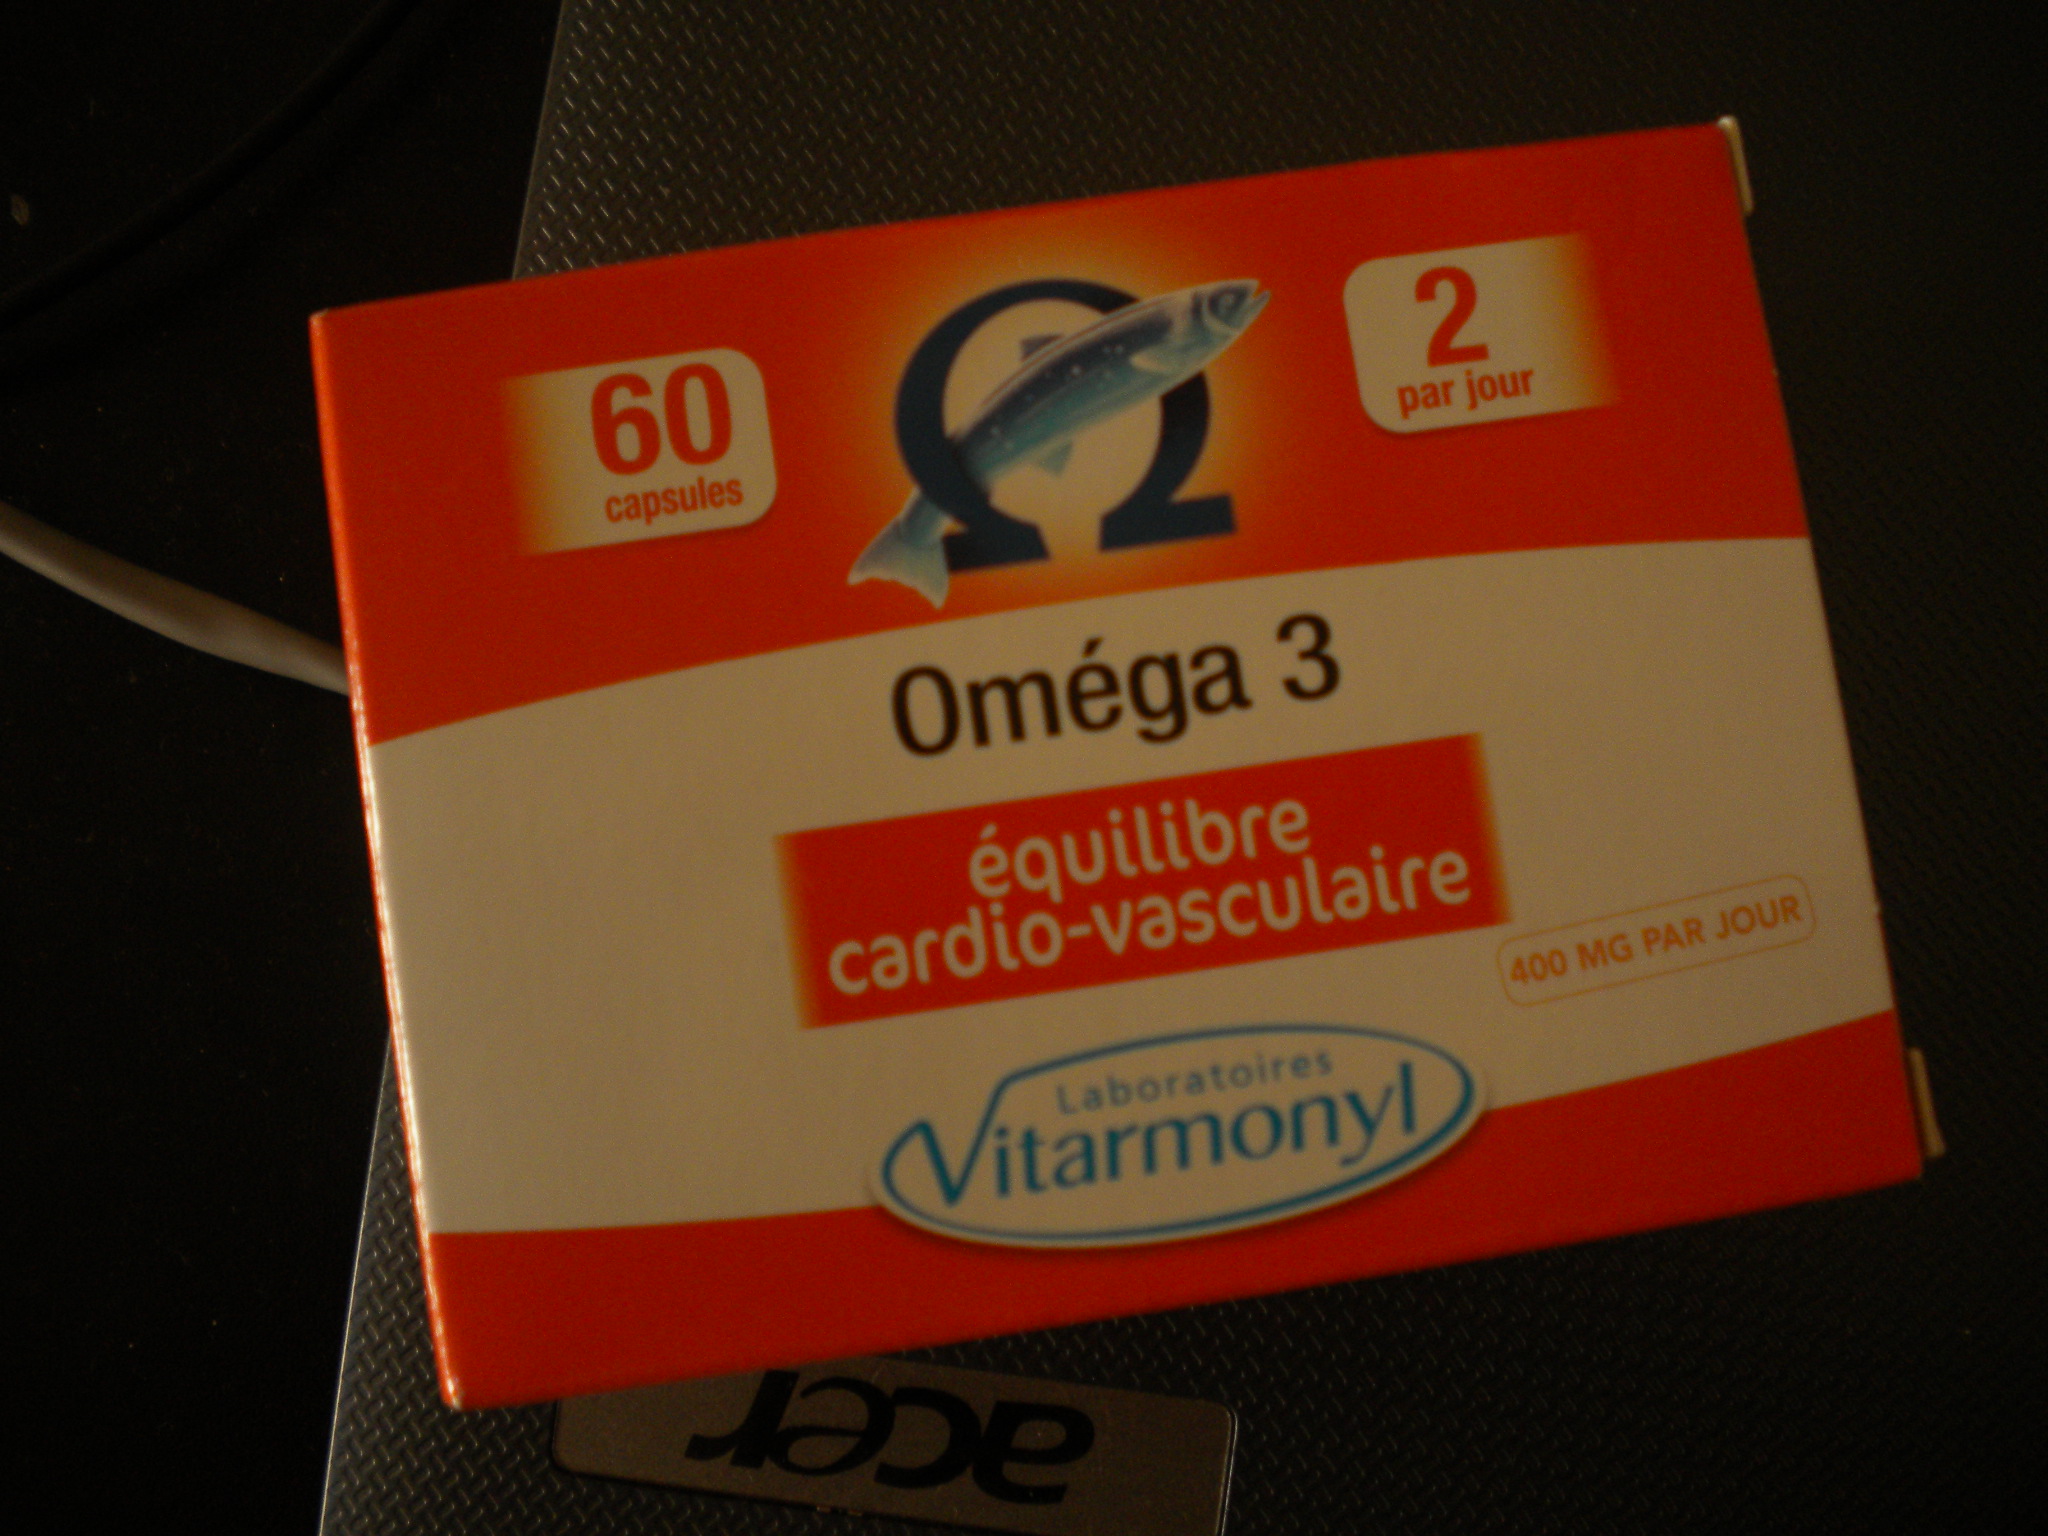 60
capsules
2
par jour
Ω
Oméga 3
équilibre
cardio-vasculaire
400 MG PAR JOUR
Laboratoires
Vitarmonyl
acer